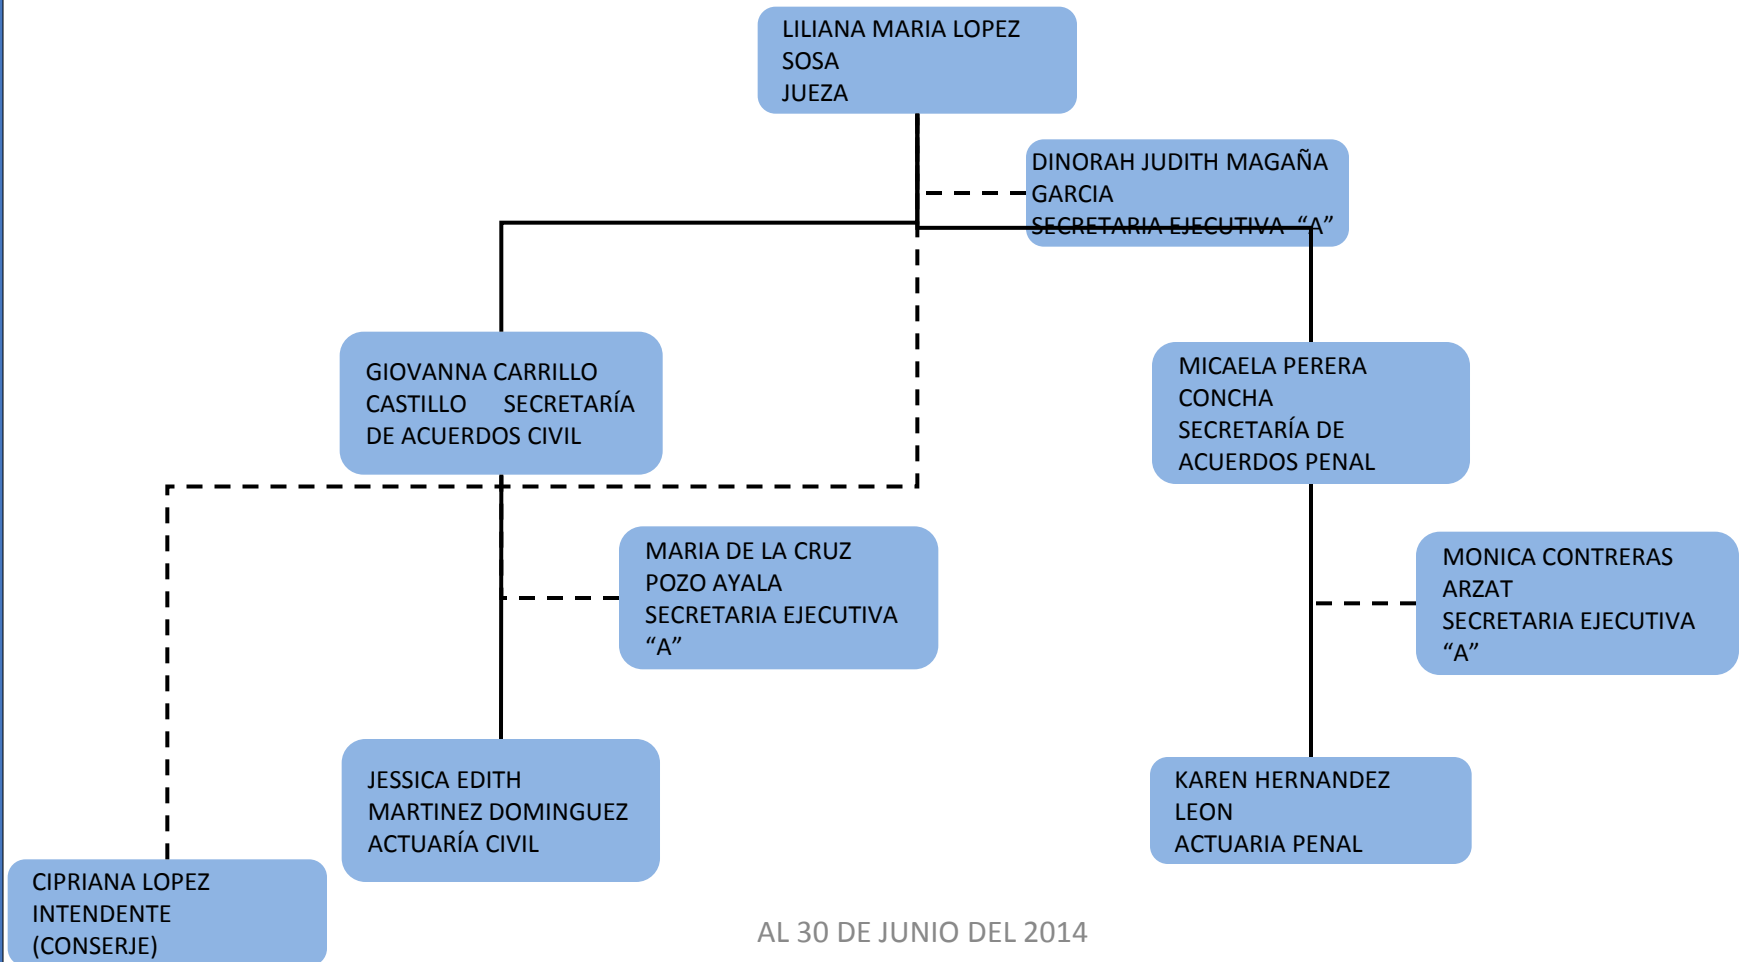 LILIANA MARIA LOPEZ
SOSA
JUEZA
DINORAH JUDITH MAGAÑA
GARCIA
SECRETARIA EJECUTIVA “A”
GIOVANNA CARRILLO
CASTILLO SECRETARÍA
DE ACUERDOS CIVIL
MICAELA PERERA
CONCHA
SECRETARÍA DE
ACUERDOS PENAL
MARIA DE LA CRUZ
POZO AYALA
SECRETARIA EJECUTIVA
“A”
MONICA CONTRERAS
ARZAT
SECRETARIA EJECUTIVA
“A”
JESSICA EDITH
MARTINEZ DOMINGUEZ
ACTUARÍA CIVIL
KAREN HERNANDEZ
LEON
ACTUARIA PENAL
CIPRIANA LOPEZ
INTENDENTE
(CONSERJE)
AL 30 DE JUNIO DEL 2014